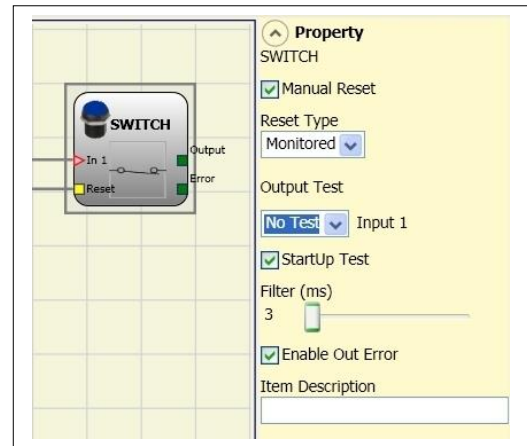 SWITCH
In 1
Reset
Output
Error
Property
SWITCH
Manual Reset
Reset Type
Monitored
Output Test
No Test Input 1
StartUp Test
Filter (ms)
3
Enable Out Error
Item Description